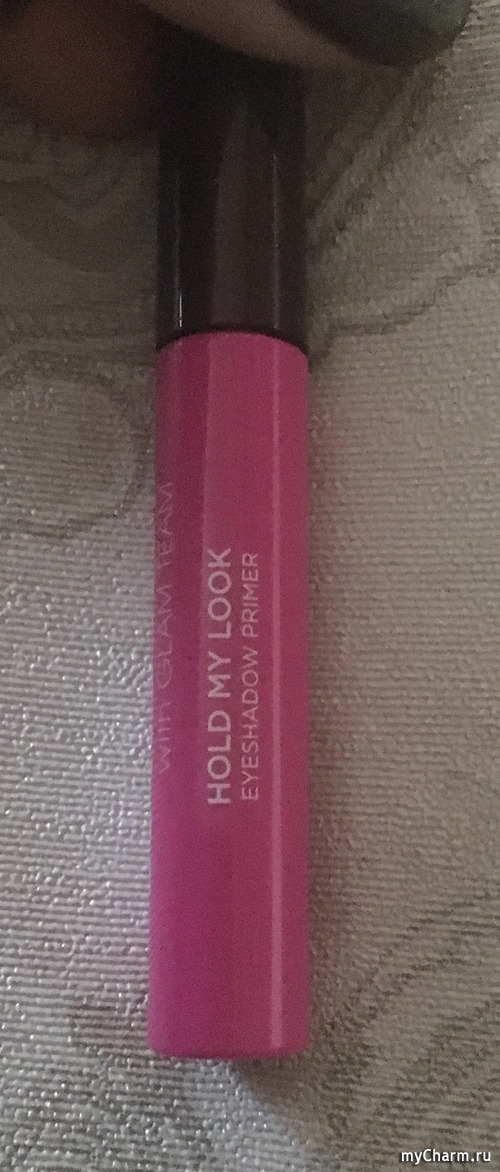 with GLAM TEAM
HOLD MY LOOK
EYESHADOW PRIMER
myCharm.ru